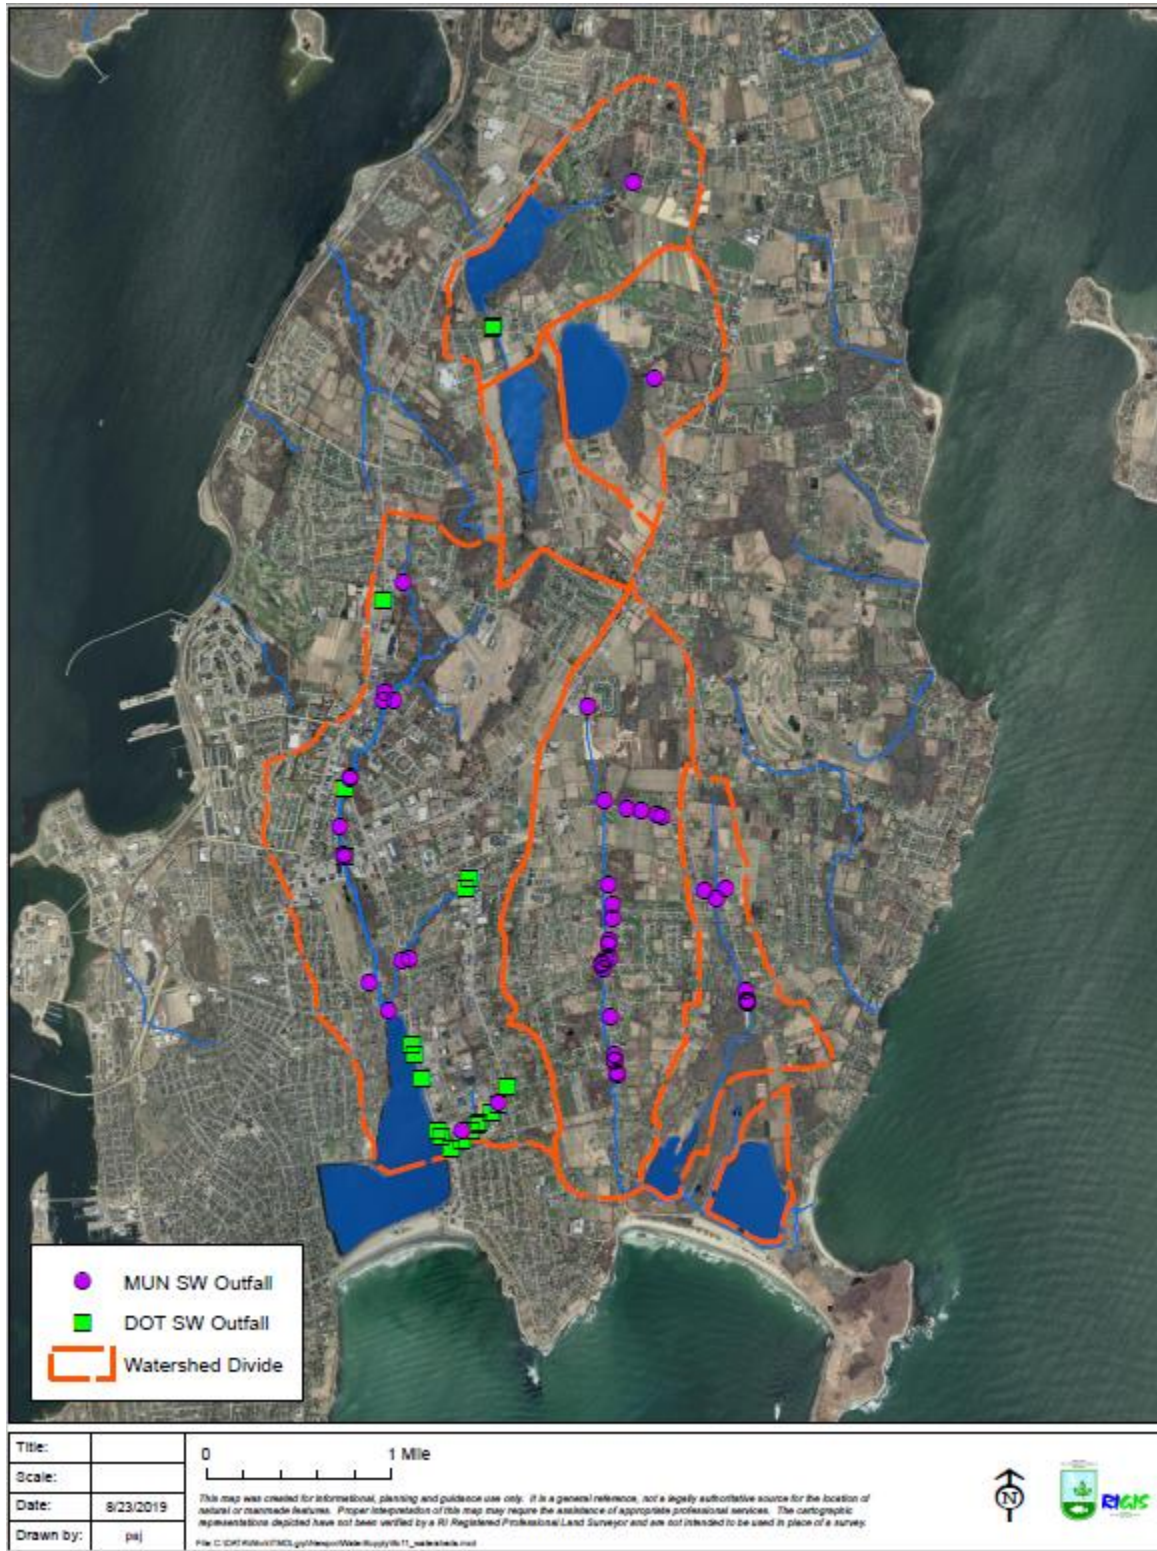 MUN SW Outfall
DOT SW Outfall
Watershed Divide
Title:
Scale:
Date: 8/23/2019
Drawn by: paj
0 1 Mile
This map was created for informational, planning and guidance use only. It is a general reference, not a legally authoritative source for the location of
natural or manmade features. Proper interpretation of this map may require the assistance of appropriate professional services. The cartographic
representations depicted have not been verified by a RI Registered Professional Land Surveyor and are not intended to be used in place of a survey.
N
RIGIS